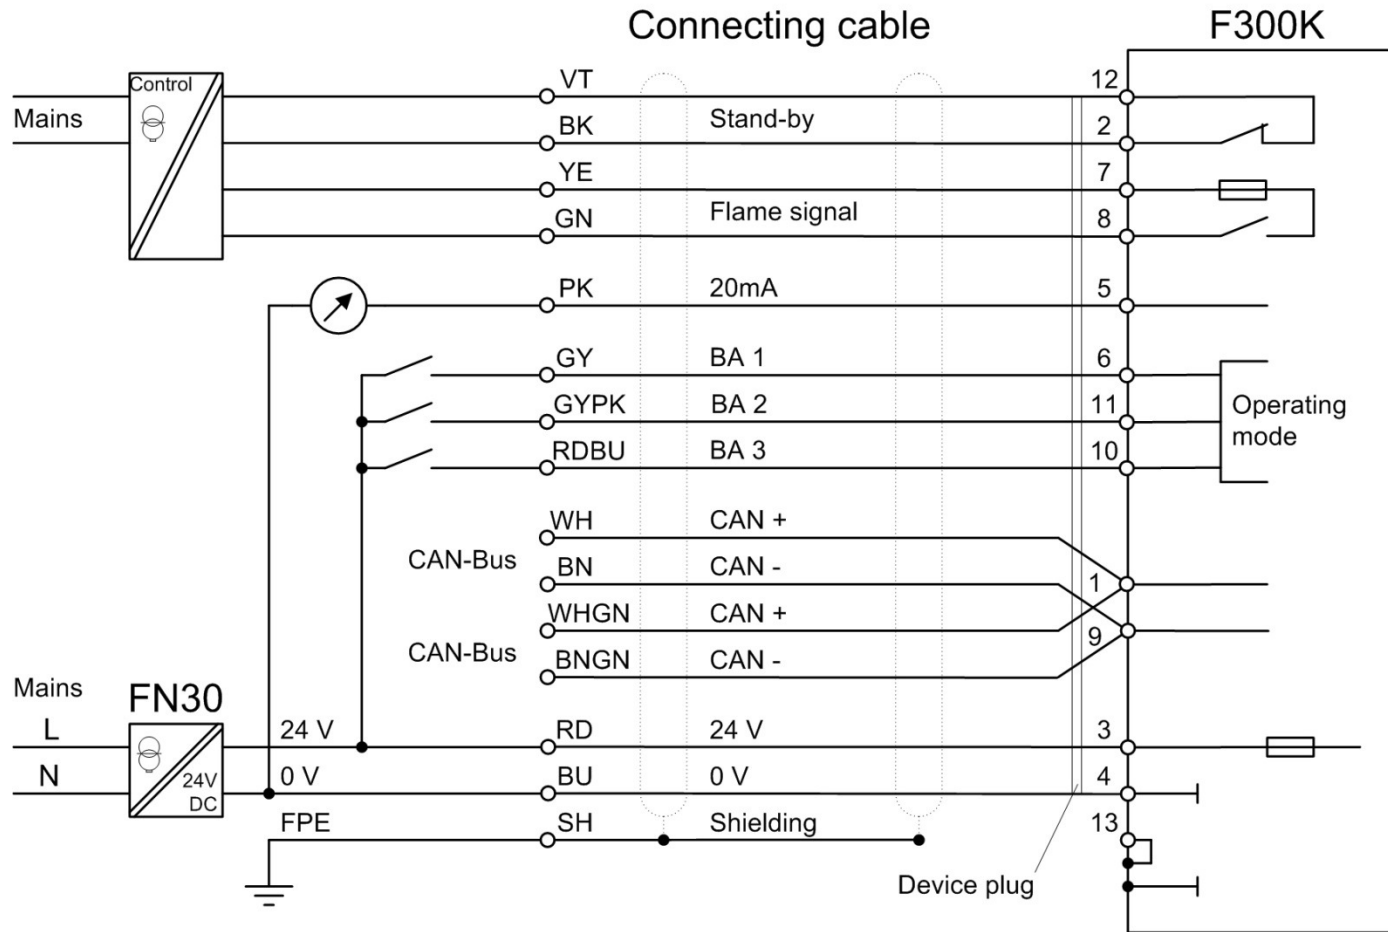 Connecting cable F300K
Control VT 12
Mains Stand-by
BK 2
YE 7
Flame signal
GN 8
PK 20mA 5
GY BA 1 6
GYPK BA 2 11 Operating
mode
RDBU BA 3 10
WH CAN +
CAN-Bus
BN CAN - 1
WHGN CAN +
9
CAN-Bus
BNGN CAN -
Mains FN30
L 24 V RD 24 V 3
N 24V 0 V BU 0 V 4
DC
FPE SH Shielding 13
Device plug